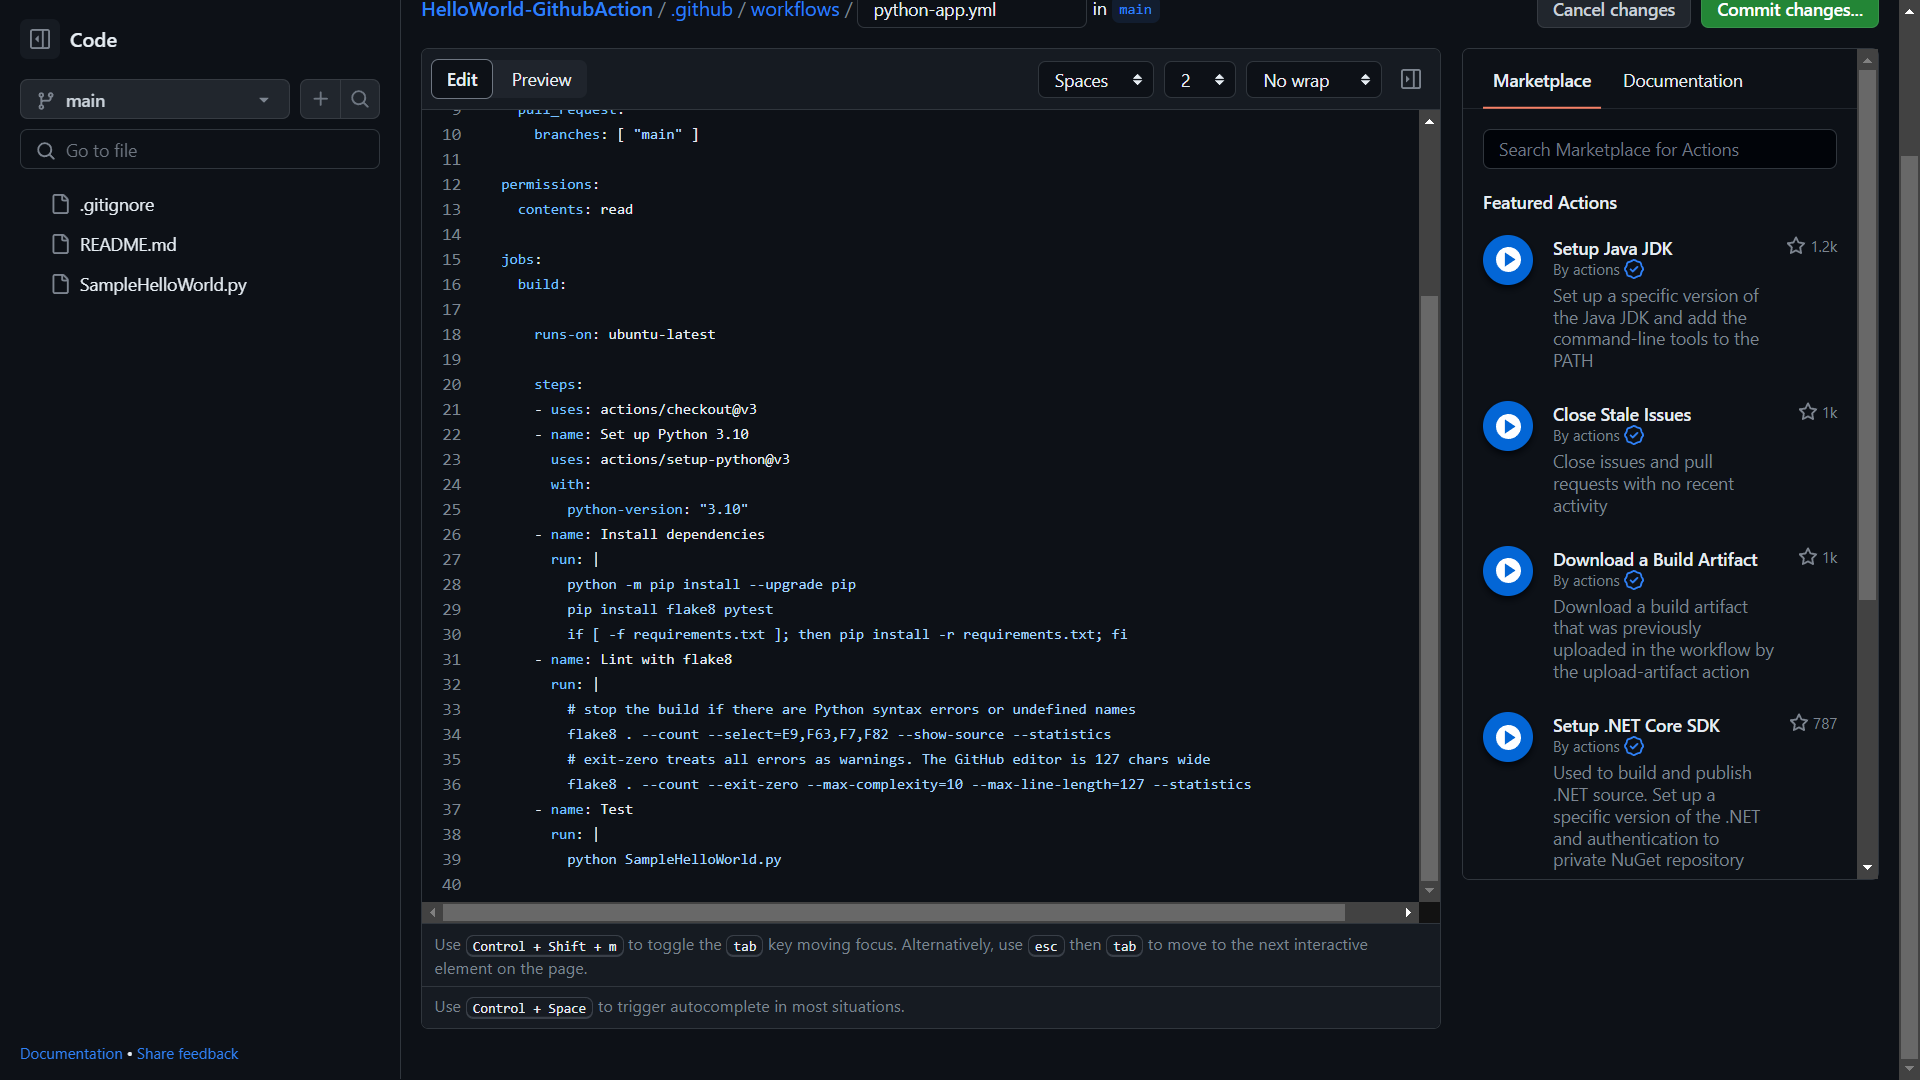 Code
main
Go to file
.gitignore
README.md
SampleHelloWorld.py
Documentation • Share feedback
HelloWorld-GithubAction / .github / workflows / python-app.yml in main
Cancel changes
Commit changes...
Edit Preview
Spaces 2 No wrap
9 pull_request:
10 branches: [ "main" ]
11
12 permissions:
13 contents: read
14
15 jobs:
16 build:
17
18 runs-on: ubuntu-latest
19
20 steps:
21 - uses: actions/checkout@v3
22 - name: Set up Python 3.10
23 uses: actions/setup-python@v3
24 with:
25 python-version: "3.10"
26 - name: Install dependencies
27 run: |
28 python -m pip install --upgrade pip
29 pip install flake8 pytest
30 if [ -f requirements.txt ]; then pip install -r requirements.txt; fi
31 - name: Lint with flake8
32 run: |
33 # stop the build if there are Python syntax errors or undefined names
34 flake8 . --count --select=E9,F63,F7,F82 --show-source --statistics
35 # exit-zero treats all errors as warnings. The GitHub editor is 127 chars wide
36 flake8 . --count --exit-zero --max-complexity=10 --max-line-length=127 --statistics
37 - name: Test
38 run: |
39 python SampleHelloWorld.py
40
Use Control + Shift + m to toggle the tab key moving focus. Alternatively, use esc then tab to move to the next interactive
element on the page.
Use Control + Space to trigger autocomplete in most situations.
Marketplace Documentation
Search Marketplace for Actions
Featured Actions
Setup Java JDK 1.2k
By actions
Set up a specific version of
the Java JDK and add the
command-line tools to the
PATH
Close Stale Issues 1k
By actions
Close issues and pull
requests with no recent
activity
Download a Build Artifact 1k
By actions
Download a build artifact
that was previously
uploaded in the workflow by
the upload-artifact action
Setup .NET Core SDK 787
By actions
Used to build and publish
.NET source. Set up a
specific version of the .NET
and authentication to
private NuGet repository